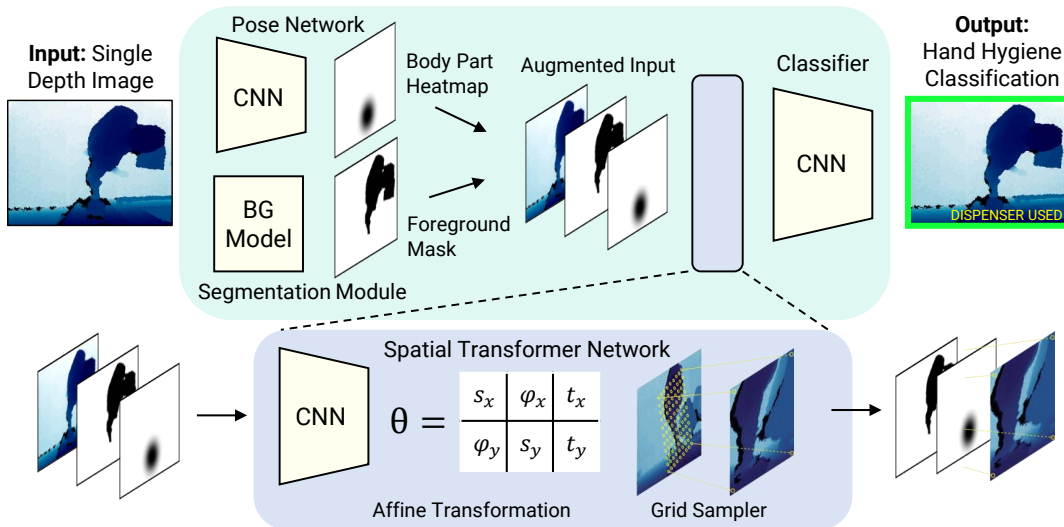 Input: Single
Depth Image
Pose Network
CNN
Body Part
Heatmap
BG
Model
Foreground
Mask
Segmentation Module
Augmented Input
Classifier
CNN
Output:
Hand Hygiene
Classification
DISPENSER USED
Spatial Transformer Network
CNN
θ =
s_x φ_x t_x
φ_y s_y t_y
Affine Transformation
Grid Sampler